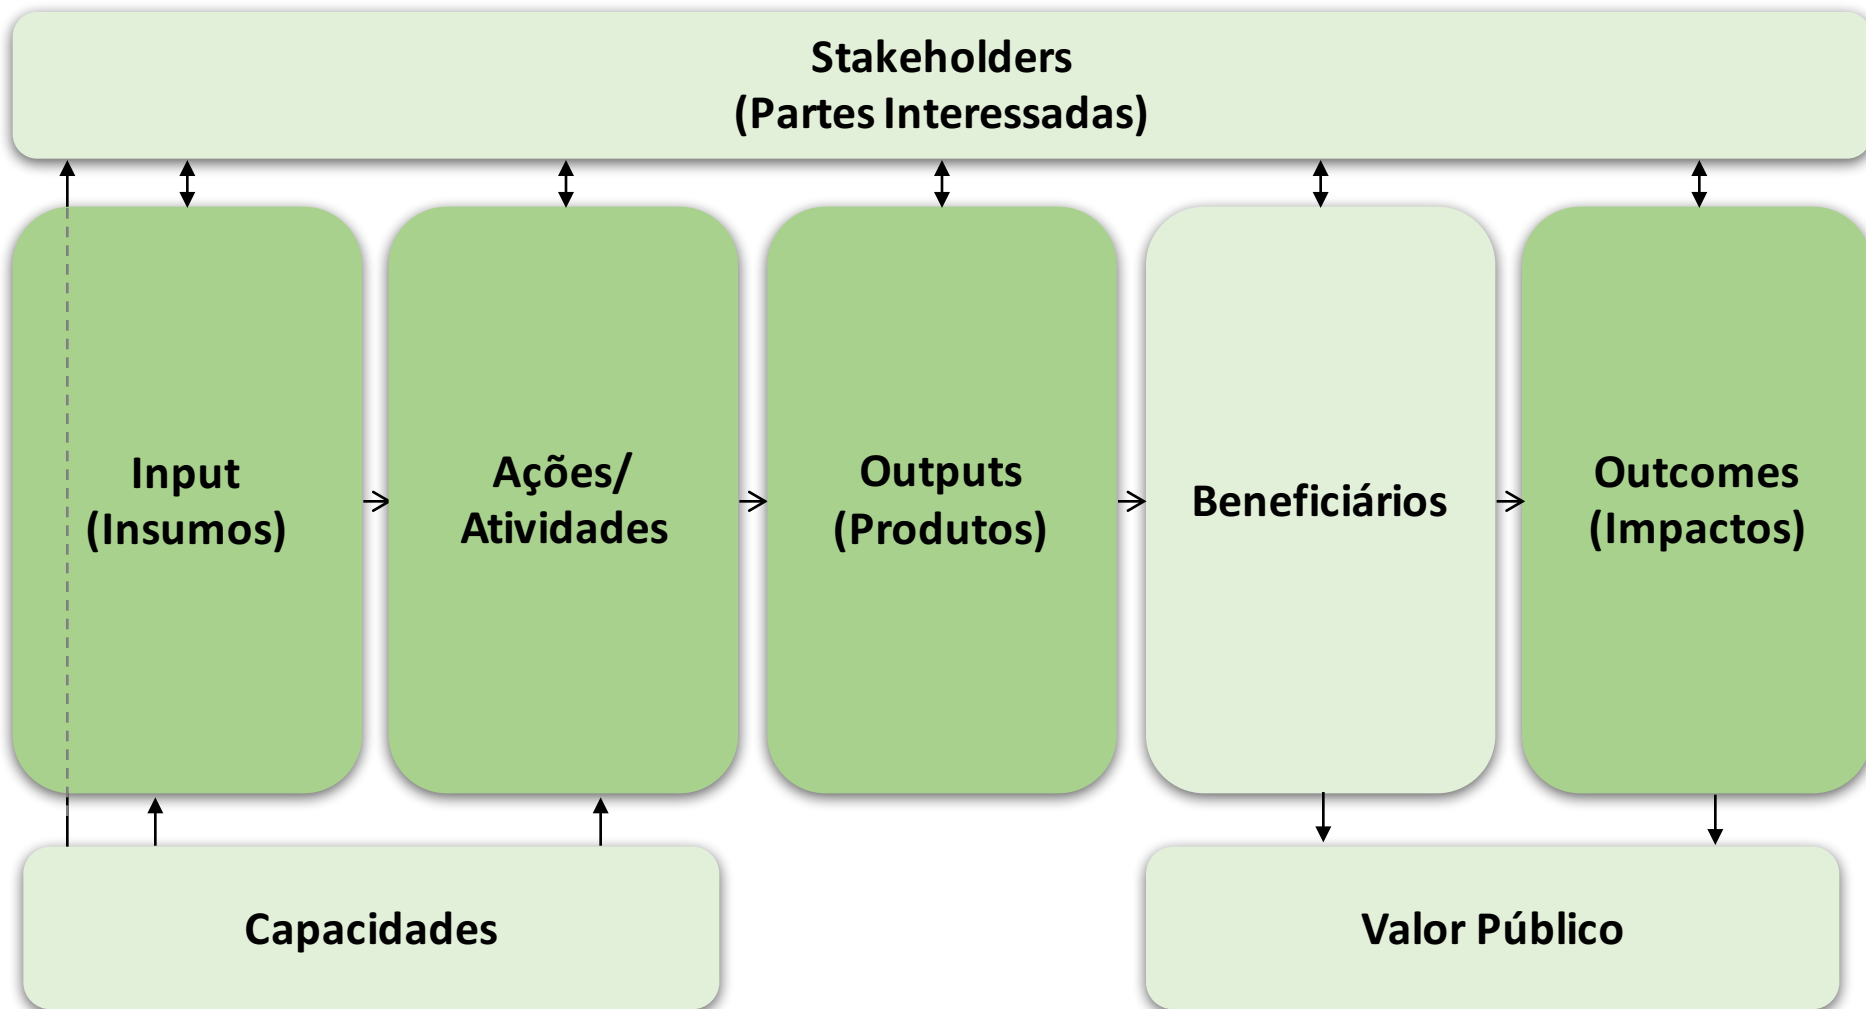 Stakeholders
(Partes Interessadas)
Input
(Insumos)
Ações/
Atividades
Outputs
(Produtos)
Beneficiários
Outcomes
(Impactos)
Capacidades
Valor Público